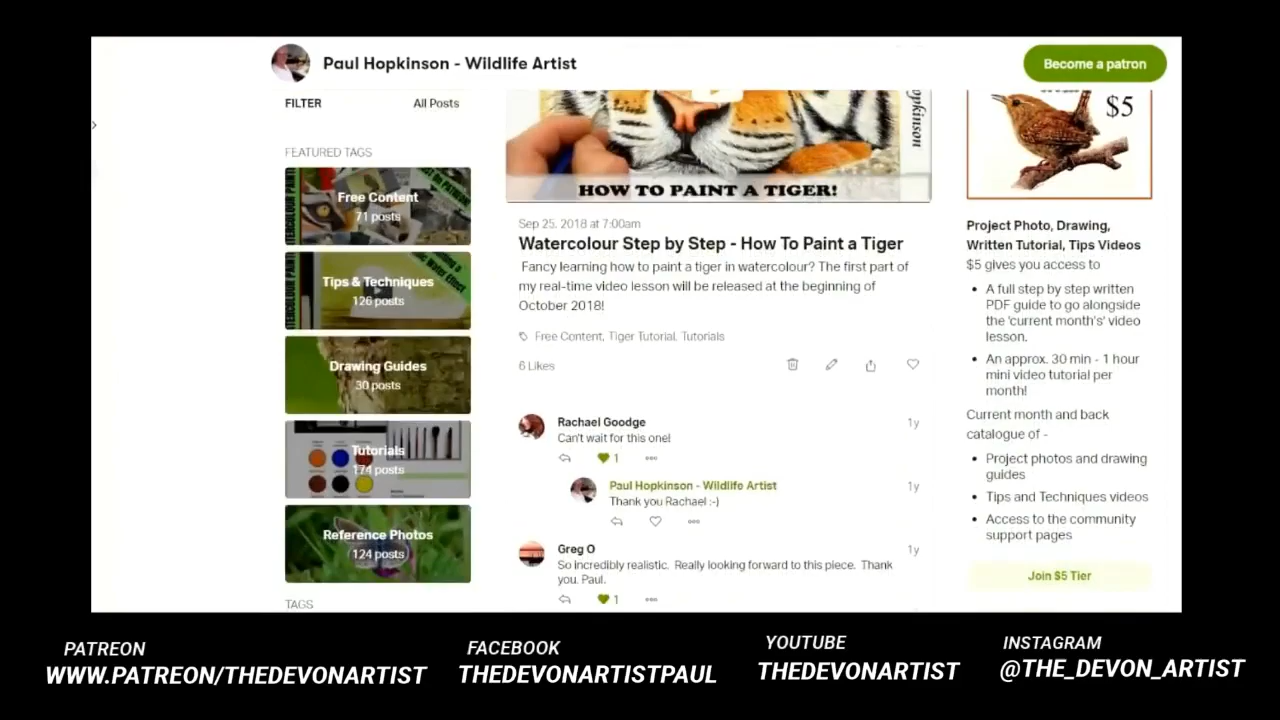 Paul Hopkinson - Wildlife Artist
Become a patron
FILTER
All Posts
FEATURED TAGS
Free Content
71 posts
Tips & Techniques
126 posts
Drawing Guides
30 posts
Tutorials
174 posts
Reference Photos
124 posts
TAGS
opkinson
HOW TO PAINT A TIGER!
Sep 25, 2018 at 7:00am
Watercolour Step by Step - How To Paint a Tiger
Fancy learning how to paint a tiger in watercolour? The first part of
my real-time video lesson will be released at the beginning of
October 2018!
Free Content, Tiger Tutorial, Tutorials
6 Likes
Rachael Goodge
1y
Can't wait for this one!
1
Paul Hopkinson - Wildlife Artist
1y
Thank you Rachael :-)
Greg O
1y
So incredibly realistic. Really looking forward to this piece. Thank
you, Paul.
1
$5
Project Photo, Drawing,
Written Tutorial, Tips Videos
$5 gives you access to
• A full step by step written
PDF guide to go alongside
the 'current month's' video
lesson.
• An approx. 30 min - 1 hour
mini video tutorial per
month!
Current month and back
catalogue of -
• Project photos and drawing
guides
• Tips and Techniques videos
• Access to the community
support pages
Join $5 Tier
PATREON
WWW.PATREON/THEDEVONARTIST
FACEBOOK
THEDEVONARTISTPAUL
YOUTUBE
THEDEVONARTIST
INSTAGRAM
@THE_DEVON_ARTIST